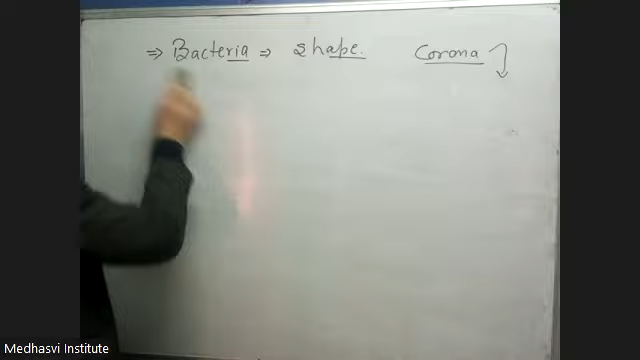 ⇒ Bacteria ⇒ shape. Corona
Medhasvi Institute